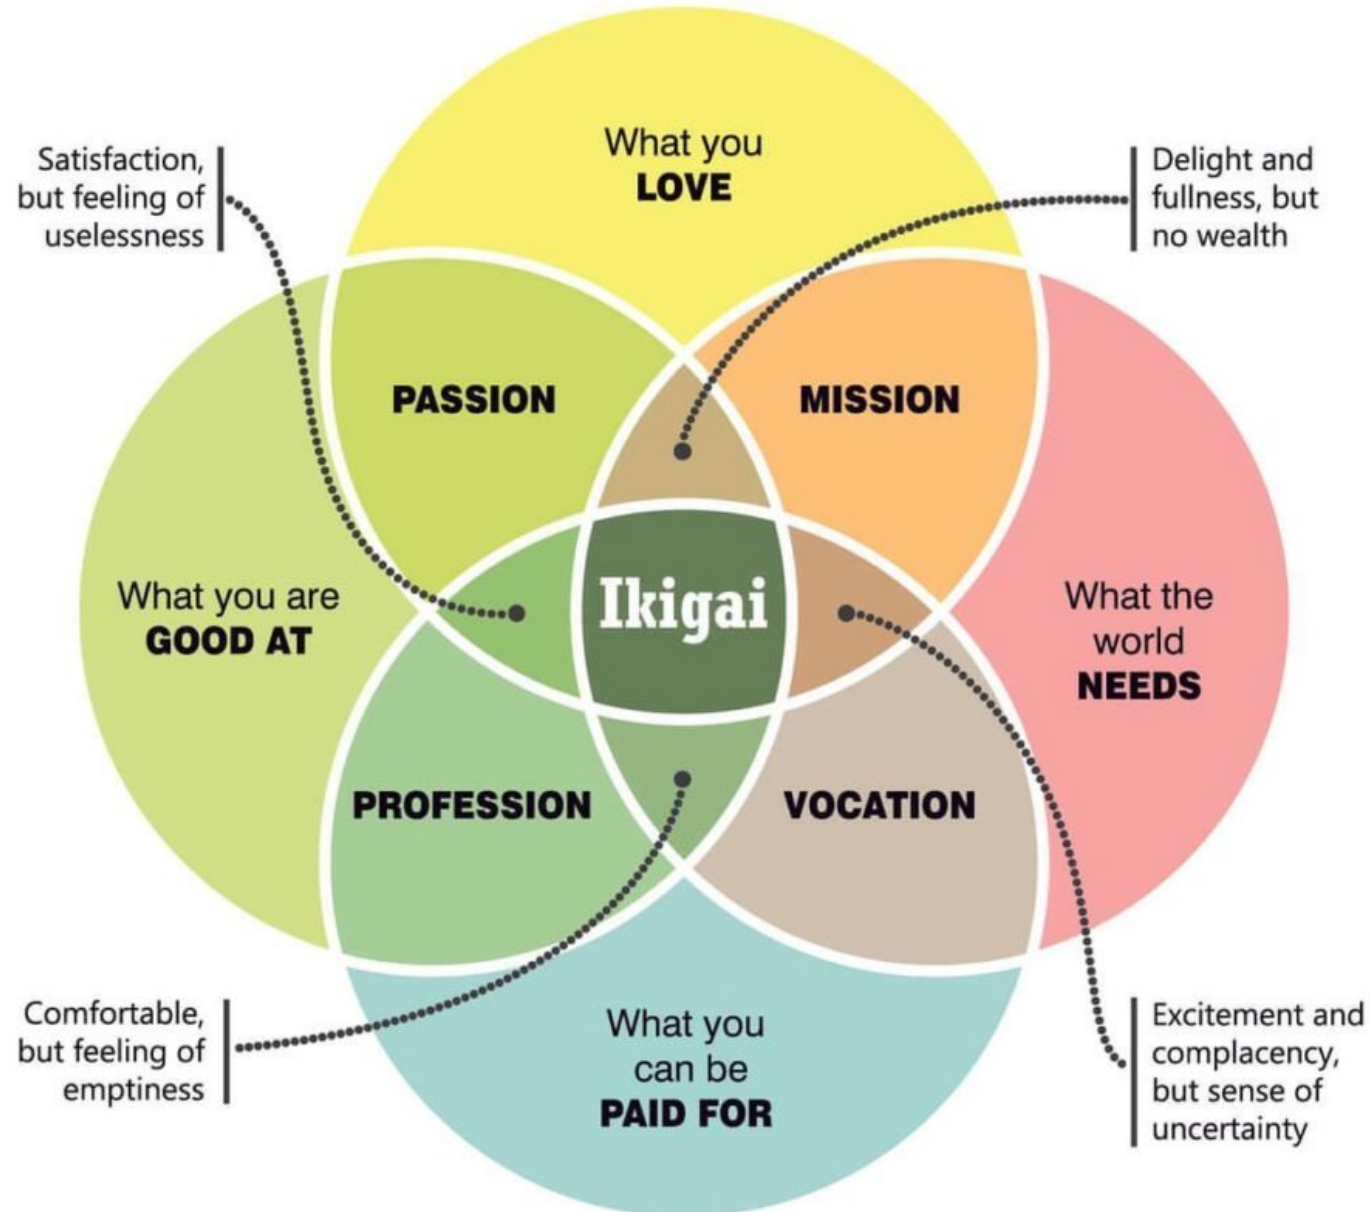 What you
LOVE
Satisfaction,
but feeling of
uselessness
Delight and
fullness, but
no wealth
PASSION
MISSION
What you are
GOOD AT
Ikigai
What the
world
NEEDS
PROFESSION
VOCATION
Comfortable,
but feeling of
emptiness
What you
can be
PAID FOR
Excitement and
complacency,
but sense of
uncertainty